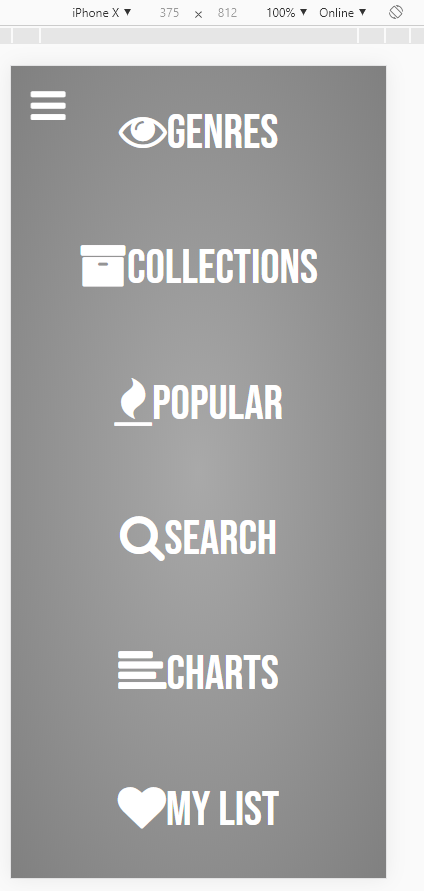 iPhone X ▼ 375 × 812 100% ▼ Online ▼
GENRES
COLLECTIONS
POPULAR
SEARCH
CHARTS
MY LIST